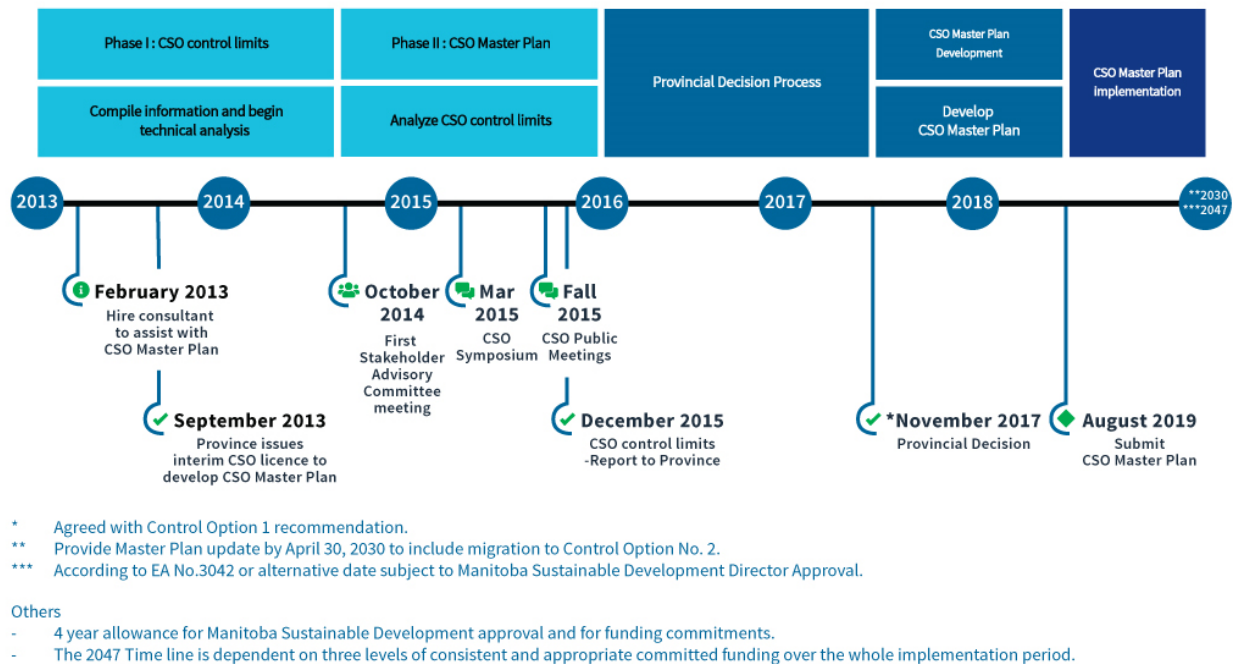 Phase I : CSO control limits
Compile information and begin
technical analysis
Phase II : CSO Master Plan
Analyze CSO control limits
Provincial Decision Process
CSO Master Plan
Development
Develop
CSO Master Plan
CSO Master Plan
implementation
2013
2014
2015
2016
2017
2018
**2030
***2047
February 2013
Hire consultant
to assist with
CSO Master Plan
September 2013
Province issues
interim CSO licence to
develop CSO Master Plan
October
2014
First
Stakeholder
Advisory
Committee
meeting
Mar
2015
CSO
Symposium
Fall
2015
CSO Public
Meetings
December 2015
CSO control limits
-Report to Province
*November 2017
Provincial Decision
August 2019
Submit
CSO Master Plan
* Agreed with Control Option 1 recommendation.
** Provide Master Plan update by April 30, 2030 to include migration to Control Option No. 2.
*** According to EA No.3042 or alternative date subject to Manitoba Sustainable Development Director Approval.
Others
- 4 year allowance for Manitoba Sustainable Development approval and for funding commitments.
- The 2047 Time line is dependent on three levels of consistent and appropriate committed funding over the whole implementation period.